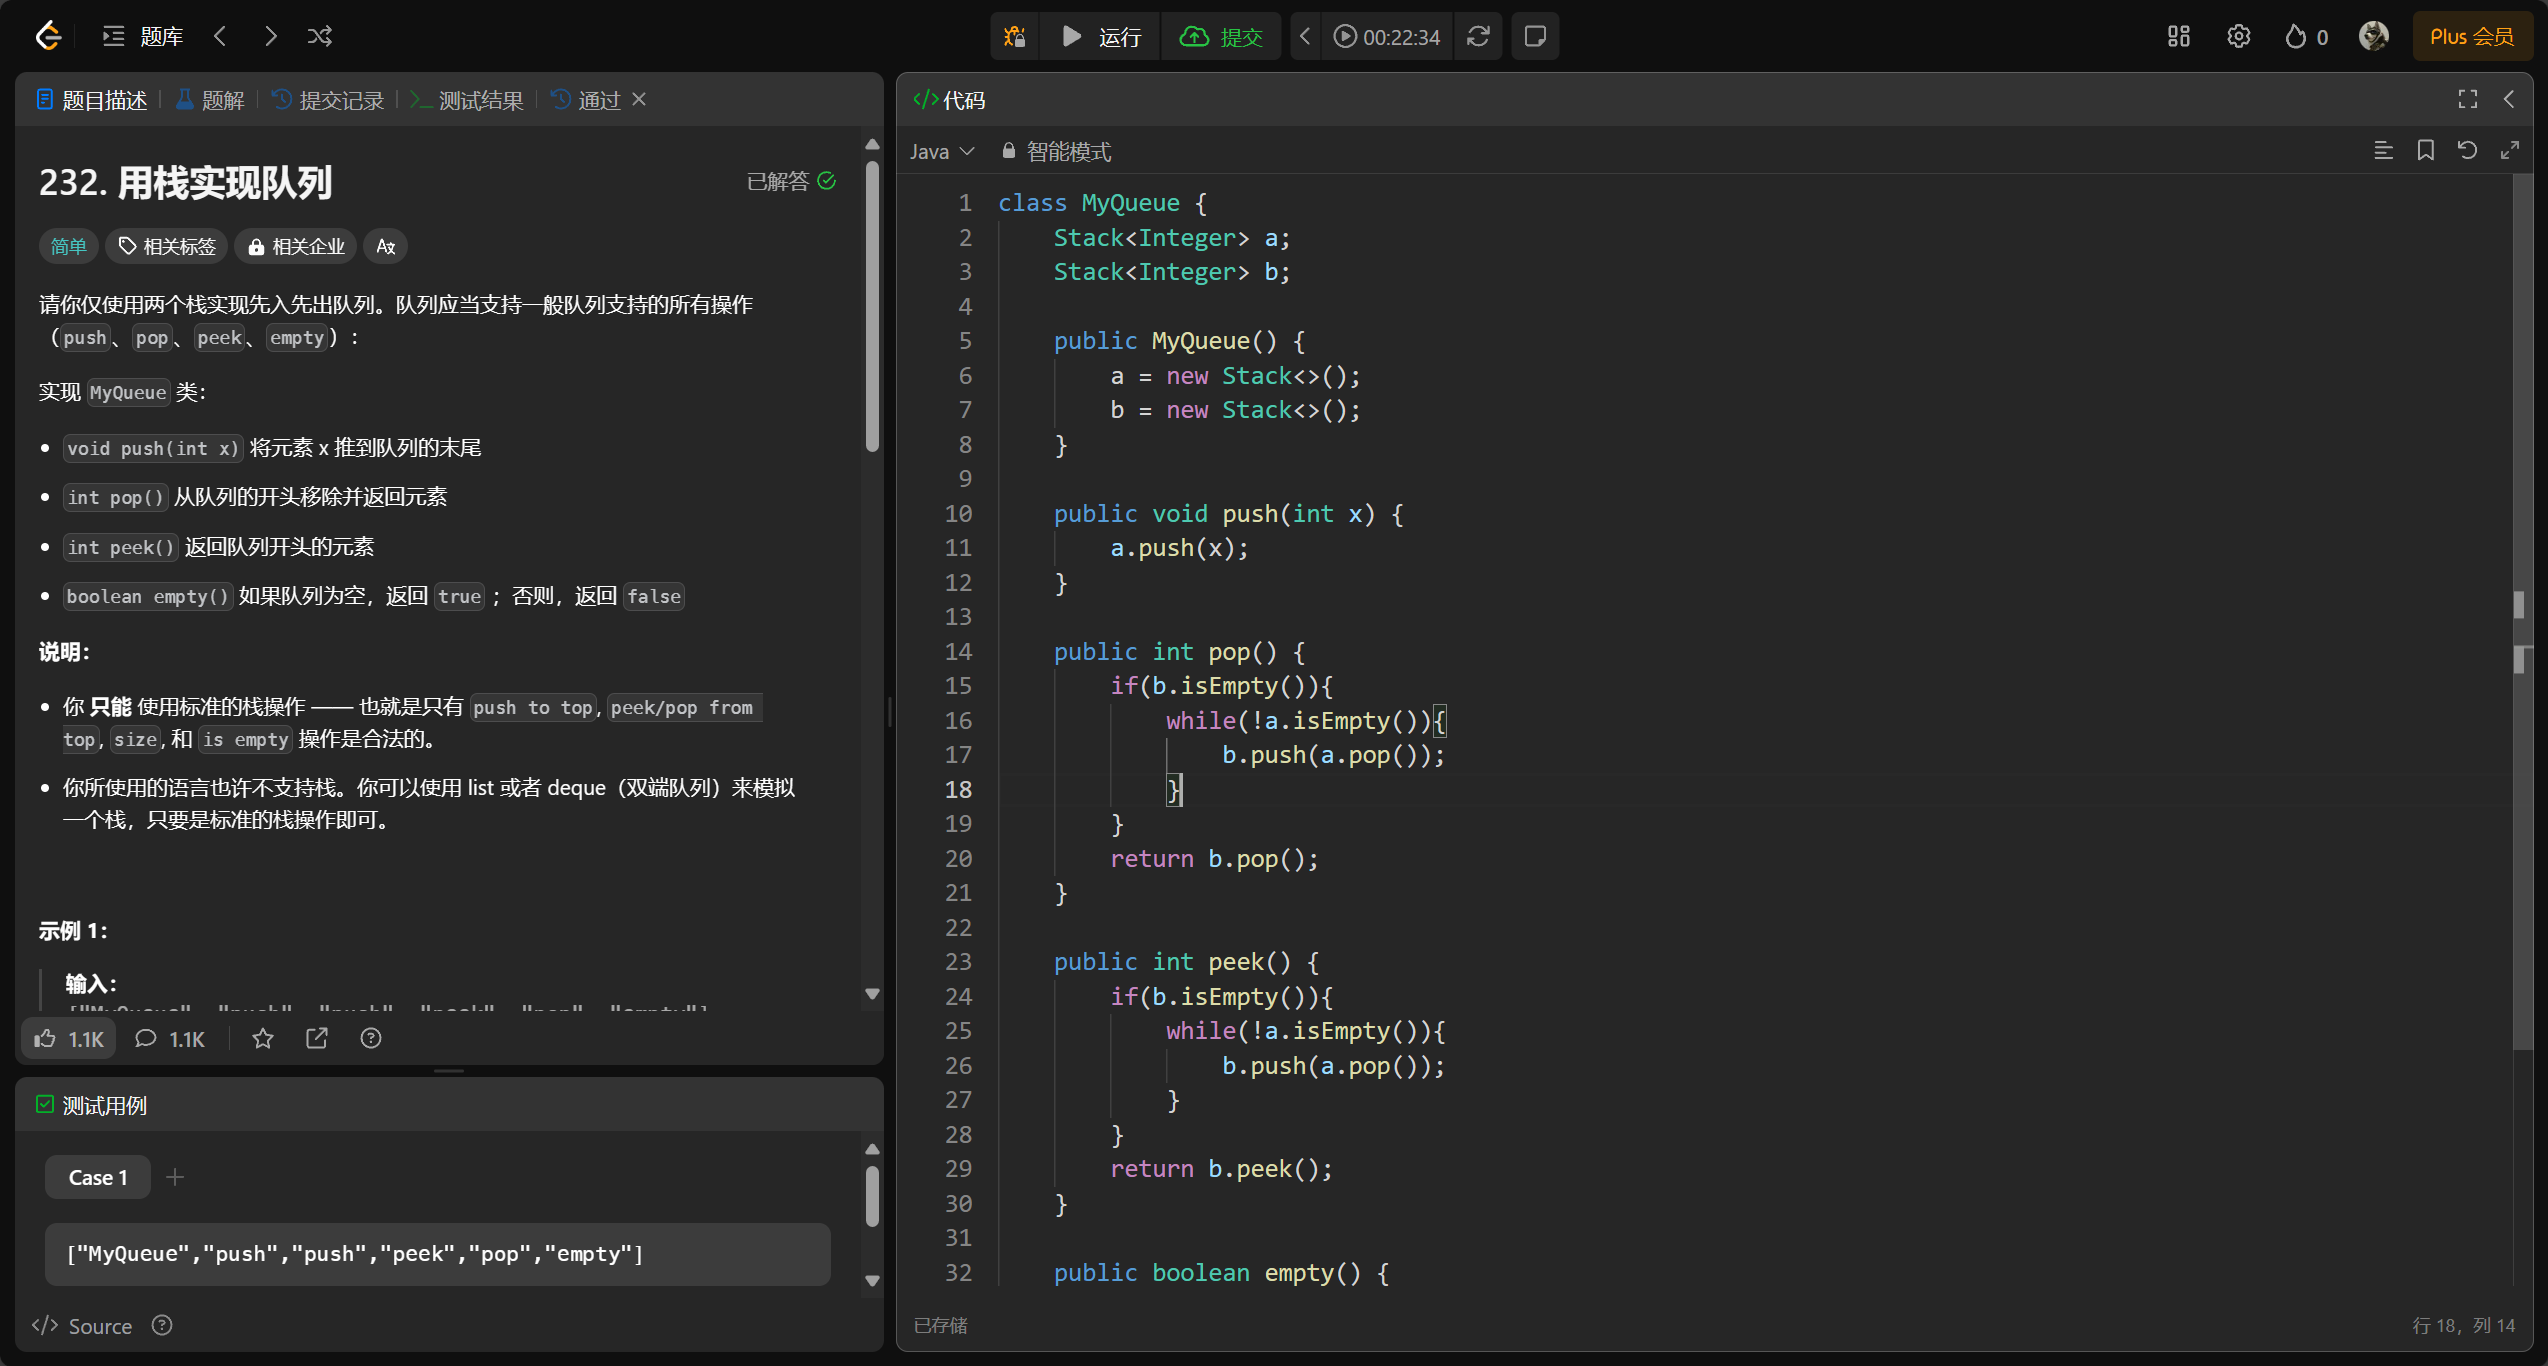 题库 运行 提交 00:22:34 0 Plus 会员
题目描述 题解 提交记录 测试结果 通过
232. 用栈实现队列 已解答
简单 相关标签 相关企业
请你仅使用两个栈实现先入先出队列。队列应当支持一般队列支持的所有操作
（push、pop、peek、empty）：
实现 MyQueue 类：
void push(int x) 将元素 x 推到队列的末尾
int pop() 从队列的开头移除并返回元素
int peek() 返回队列开头的元素
boolean empty() 如果队列为空，返回 true ；否则，返回 false
说明：
你 只能 使用标准的栈操作 —— 也就是只有 push to top, peek/pop from
top, size, 和 is empty 操作是合法的。
你所使用的语言也许不支持栈。你可以使用 list 或者 deque（双端队列）来模拟
一个栈，只要是标准的栈操作即可。
示例 1：
输入：
["MyQueue", "push", "push", "peek", "pop", "empty"]
1.1K 1.1K
测试用例
Case 1
["MyQueue","push","push","peek","pop","empty"]
</> Source
</> 代码
Java 智能模式
1 class MyQueue {
2 Stack<Integer> a;
3 Stack<Integer> b;
4
5 public MyQueue() {
6 a = new Stack<>();
7 b = new Stack<>();
8 }
9
10 public void push(int x) {
11 a.push(x);
12 }
13
14 public int pop() {
15 if(b.isEmpty()){
16 while(!a.isEmpty()){
17 b.push(a.pop());
18 }
19 }
20 return b.pop();
21 }
22
23 public int peek() {
24 if(b.isEmpty()){
25 while(!a.isEmpty()){
26 b.push(a.pop());
27 }
28 }
29 return b.peek();
30 }
31
32 public boolean empty() {
已存储 行 18，列 14